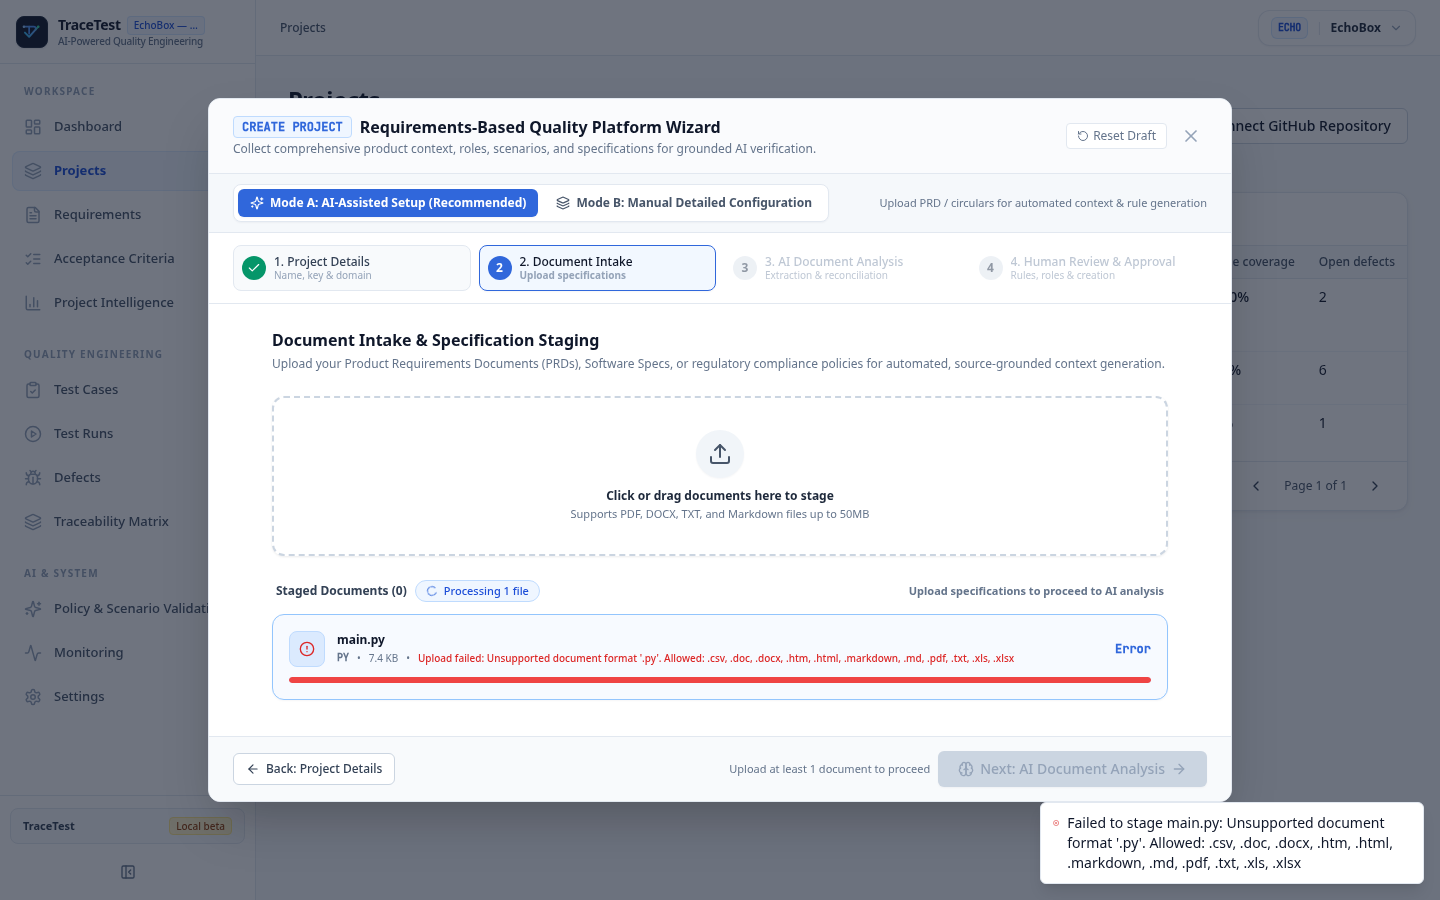 TraceTest
EchoBox — ...
AI-Powered Quality Engineering
Projects
ECHO
EchoBox
WORKSPACE
Dashboard
Projects
Requirements
Acceptance Criteria
Project Intelligence
QUALITY ENGINEERING
Test Cases
Test Runs
Defects
Traceability Matrix
AI & SYSTEM
Policy & Scenario Validati
Monitoring
Settings
TraceTest
Local beta
Projects
nnect GitHub Repository
e coverage
Open defects
0%
2
%
6
1
Page 1 of 1
CREATE PROJECT
Requirements-Based Quality Platform Wizard
Collect comprehensive product context, roles, scenarios, and specifications for grounded AI verification.
Reset Draft
Mode A: AI-Assisted Setup (Recommended)
Mode B: Manual Detailed Configuration
Upload PRD / circulars for automated context & rule generation
1. Project Details
Name, key & domain
2
2. Document Intake
Upload specifications
3
3. AI Document Analysis
Extraction & reconciliation
4
4. Human Review & Approval
Rules, roles & creation
Document Intake & Specification Staging
Upload your Product Requirements Documents (PRDs), Software Specs, or regulatory compliance policies for automated, source-grounded context generation.
Click or drag documents here to stage
Supports PDF, DOCX, TXT, and Markdown files up to 50MB
Staged Documents (0)
Processing 1 file
Upload specifications to proceed to AI analysis
main.py
PY • 7.4 KB • Upload failed: Unsupported document format '.py'. Allowed: .csv, .doc, .docx, .htm, .html, .markdown, .md, .pdf, .txt, .xls, .xlsx
Error
Back: Project Details
Upload at least 1 document to proceed
Next: AI Document Analysis
Failed to stage main.py: Unsupported document
format '.py'. Allowed: .csv, .doc, .docx, .htm, .html,
.markdown, .md, .pdf, .txt, .xls, .xlsx